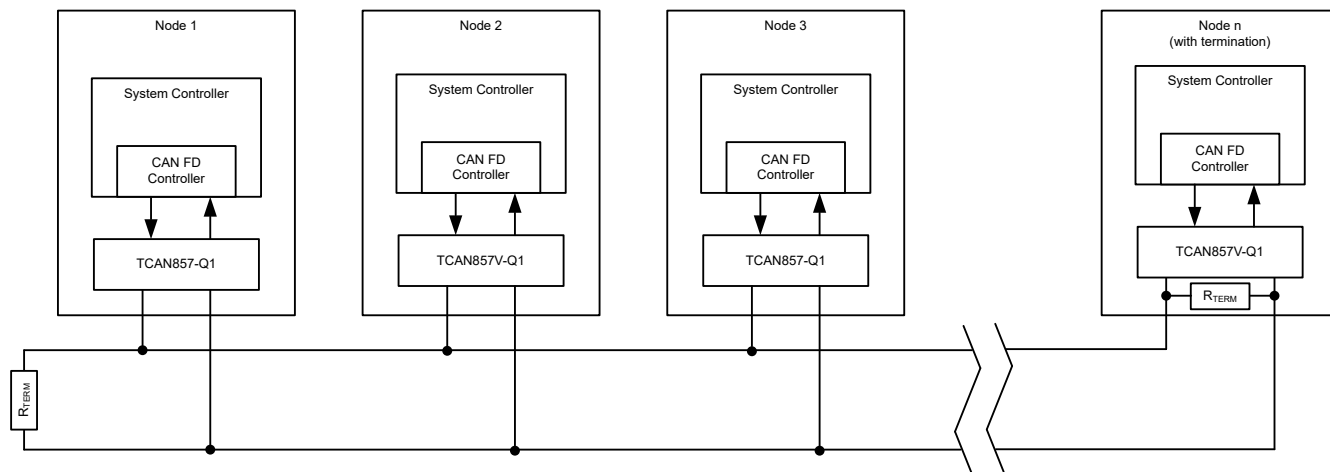 Node 1
System Controller
CAN FD
Controller
TCAN857-Q1
Node 2
System Controller
CAN FD
Controller
TCAN857V-Q1
Node 3
System Controller
CAN FD
Controller
TCAN857-Q1
Node n
(with termination)
System Controller
CAN FD
Controller
TCAN857V-Q1
RTERM
RTERM